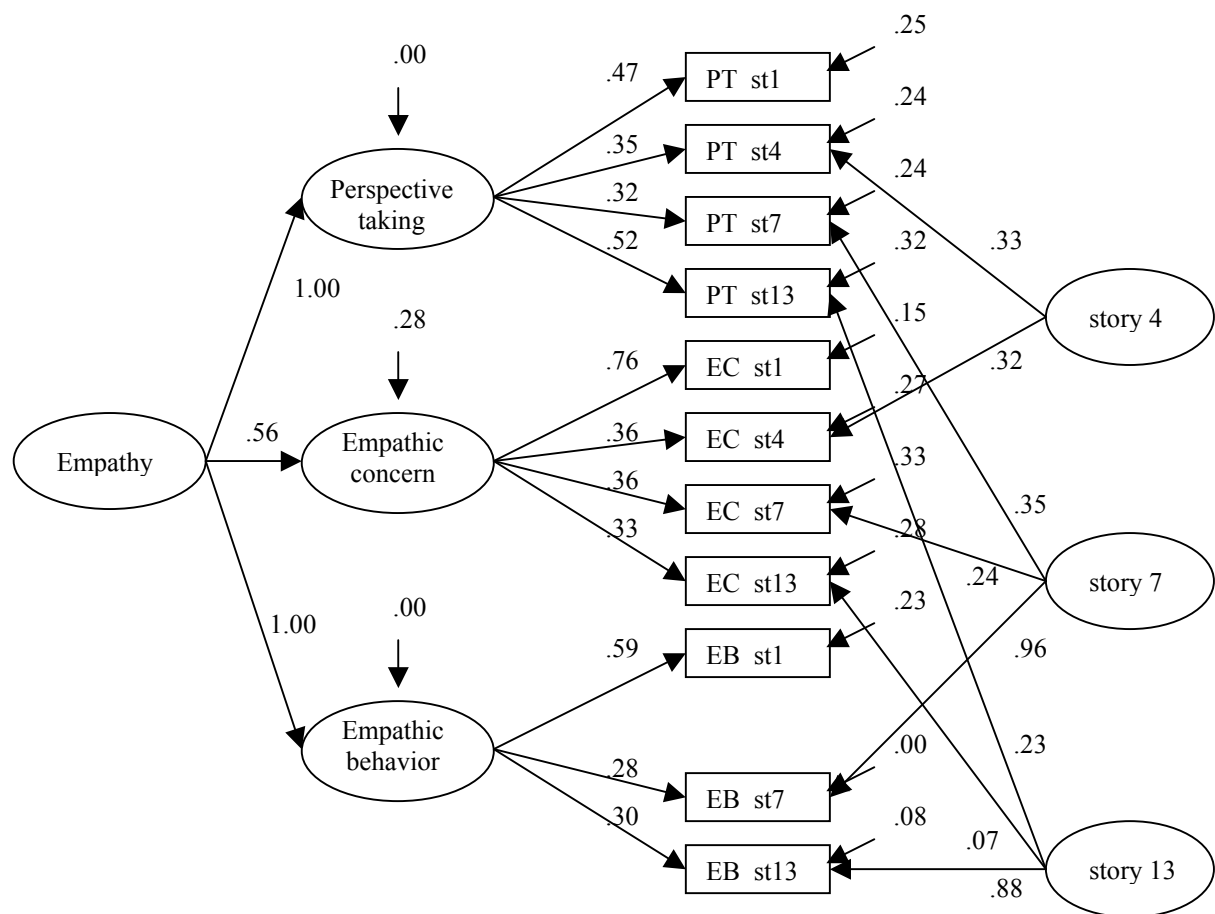 .25
.00
.47
PT st1
.24
.35
PT st4
.24
Perspective
taking
.32
PT st7
.33
.52
.32
PT st13
1.00
.28
.15
story 4
.76
EC st1
.32
.27
.56
Empathy
Empathic
concern
.36
EC st4
.33
.36
EC st7
.35
.33
.28
EC st13
.24
story 7
.00
.23
1.00
.59
EB st1
.96
Empathic
behavior
.00
.23
.28
EB st7
.30
.08
.07
EB st13
.88
story 13